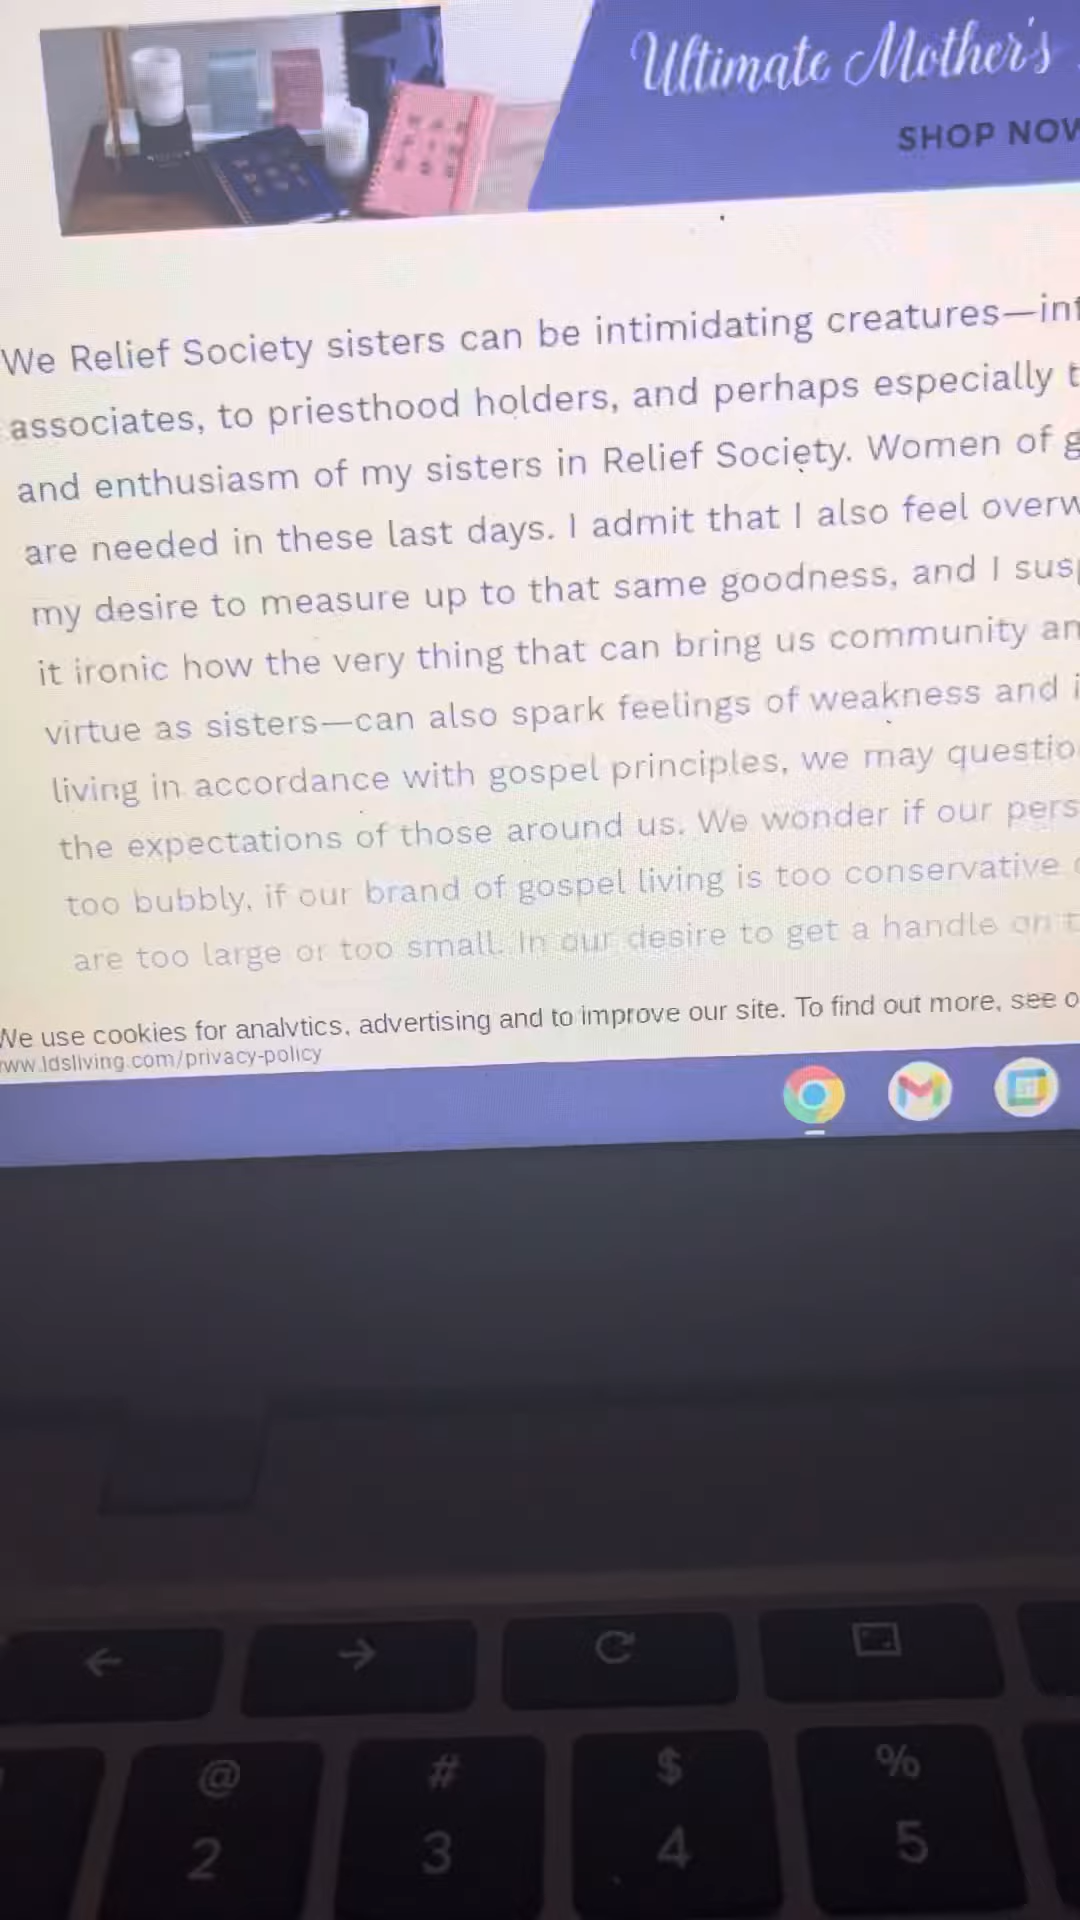 Ultimate Mother's
SHOP NOW
We Relief Society sisters can be intimidating creatures—
associates, to priesthood holders, and perhaps especially
and enthusiasm of my sisters in Relief Society. Women of
are needed in these last days. I admit that I also feel
my desire to measure up to that same goodness, and I
it ironic how the very thing that can bring us community
virtue as sisters—can also spark feelings of weakness and
living in accordance with gospel principles, we may
the expectations of those around us. We wonder if our
too bubbly, if our brand of gospel living is too conservative
are too large or too small. In our desire to get a handle on
We use cookies for analytics, advertising and to improve our site. To find out more, see
www.ldsliving.com/privacy-policy
@ # $ %
2 3 4 5